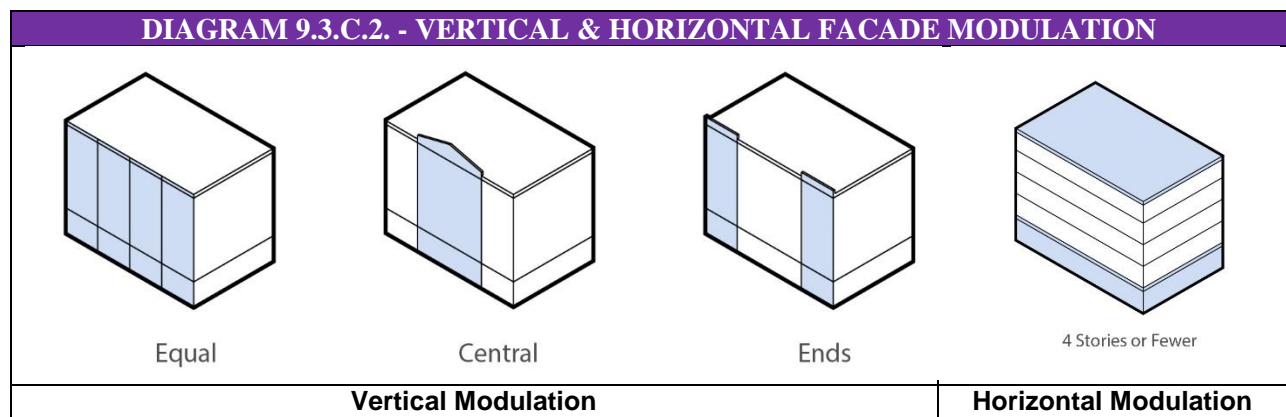 DIAGRAM 9.3.C.2. - VERTICAL & HORIZONTAL FACADE MODULATION
Equal
Central
Ends
4 Stories or Fewer
Vertical Modulation
Horizontal Modulation